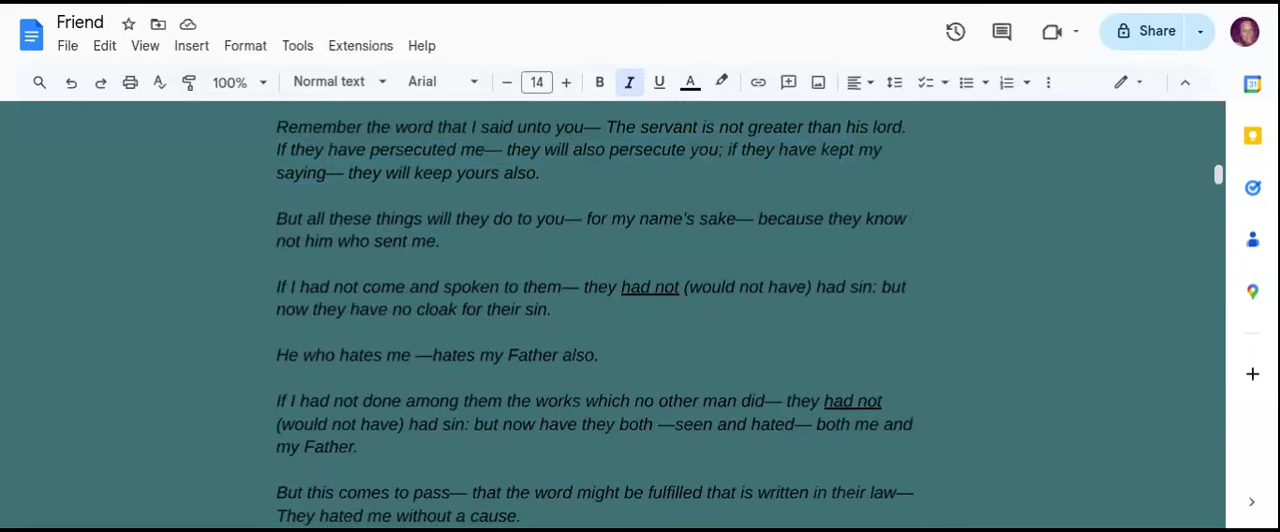 Friend
File Edit View Insert Format Tools Extensions Help
Share
100% Normal text Arial 14 B I U A
31
Remember the word that I said unto you— The servant is not greater than his lord.
If they have persecuted me— they will also persecute you; if they have kept my
saying— they will keep yours also.
But all these things will they do to you— for my name's sake— because they know
not him who sent me.
If I had not come and spoken to them— they had not (would not have) had sin: but
now they have no cloak for their sin.
He who hates me —hates my Father also.
If I had not done among them the works which no other man did— they had not
(would not have) had sin: but now have they both —seen and hated— both me and
my Father.
But this comes to pass— that the word might be fulfilled that is written in their law—
They hated me without a cause.